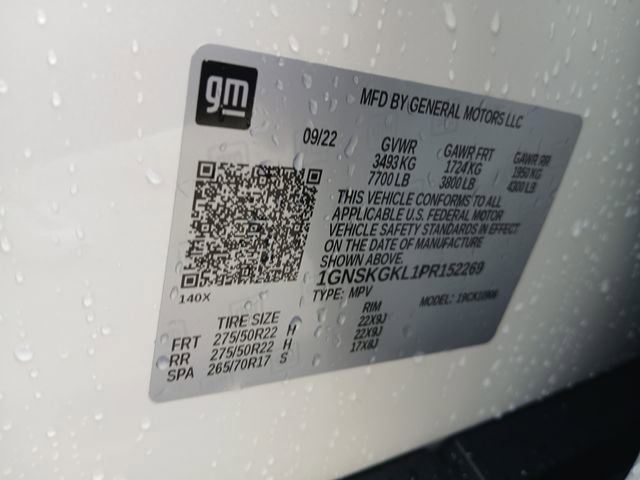 gm
MFD BY GENERAL MOTORS LLC
09/22
GVWR GAWR FRT GAWR RR
3493 KG 1724 KG 1950 KG
7700 LB 3800 LB 4300 LB
THIS VEHICLE CONFORMS TO ALL
APPLICABLE U.S. FEDERAL MOTOR
VEHICLE SAFETY STANDARDS IN EFFECT
ON THE DATE OF MANUFACTURE
SHOWN ABOVE.
1GNSKGKL1PR152269
140X
TYPE: MPV MODEL:
TIRE SIZE RIM
FRT 275/50R22 H 22X9J
RR 275/50R22 H 22X9J
SPA 265/70R17 S 17X8J